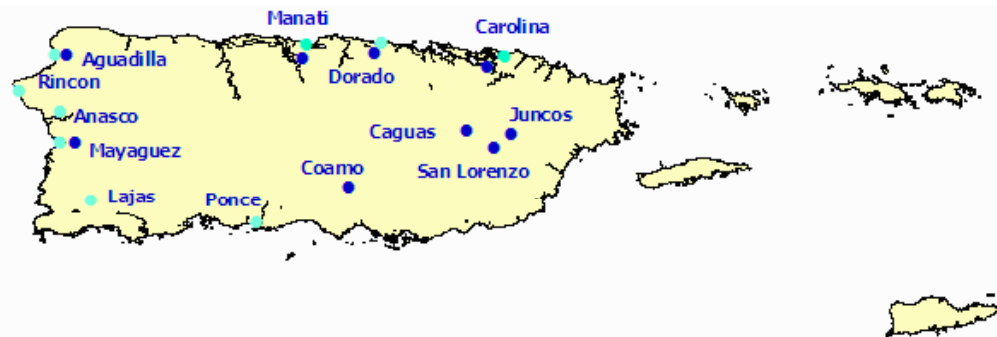 Manati
Carolina
Aguadilla
Dorado
Rincon
Anasco
Juncos
Caguas
Mayaguez
San Lorenzo
Coamo
Lajas
Ponce